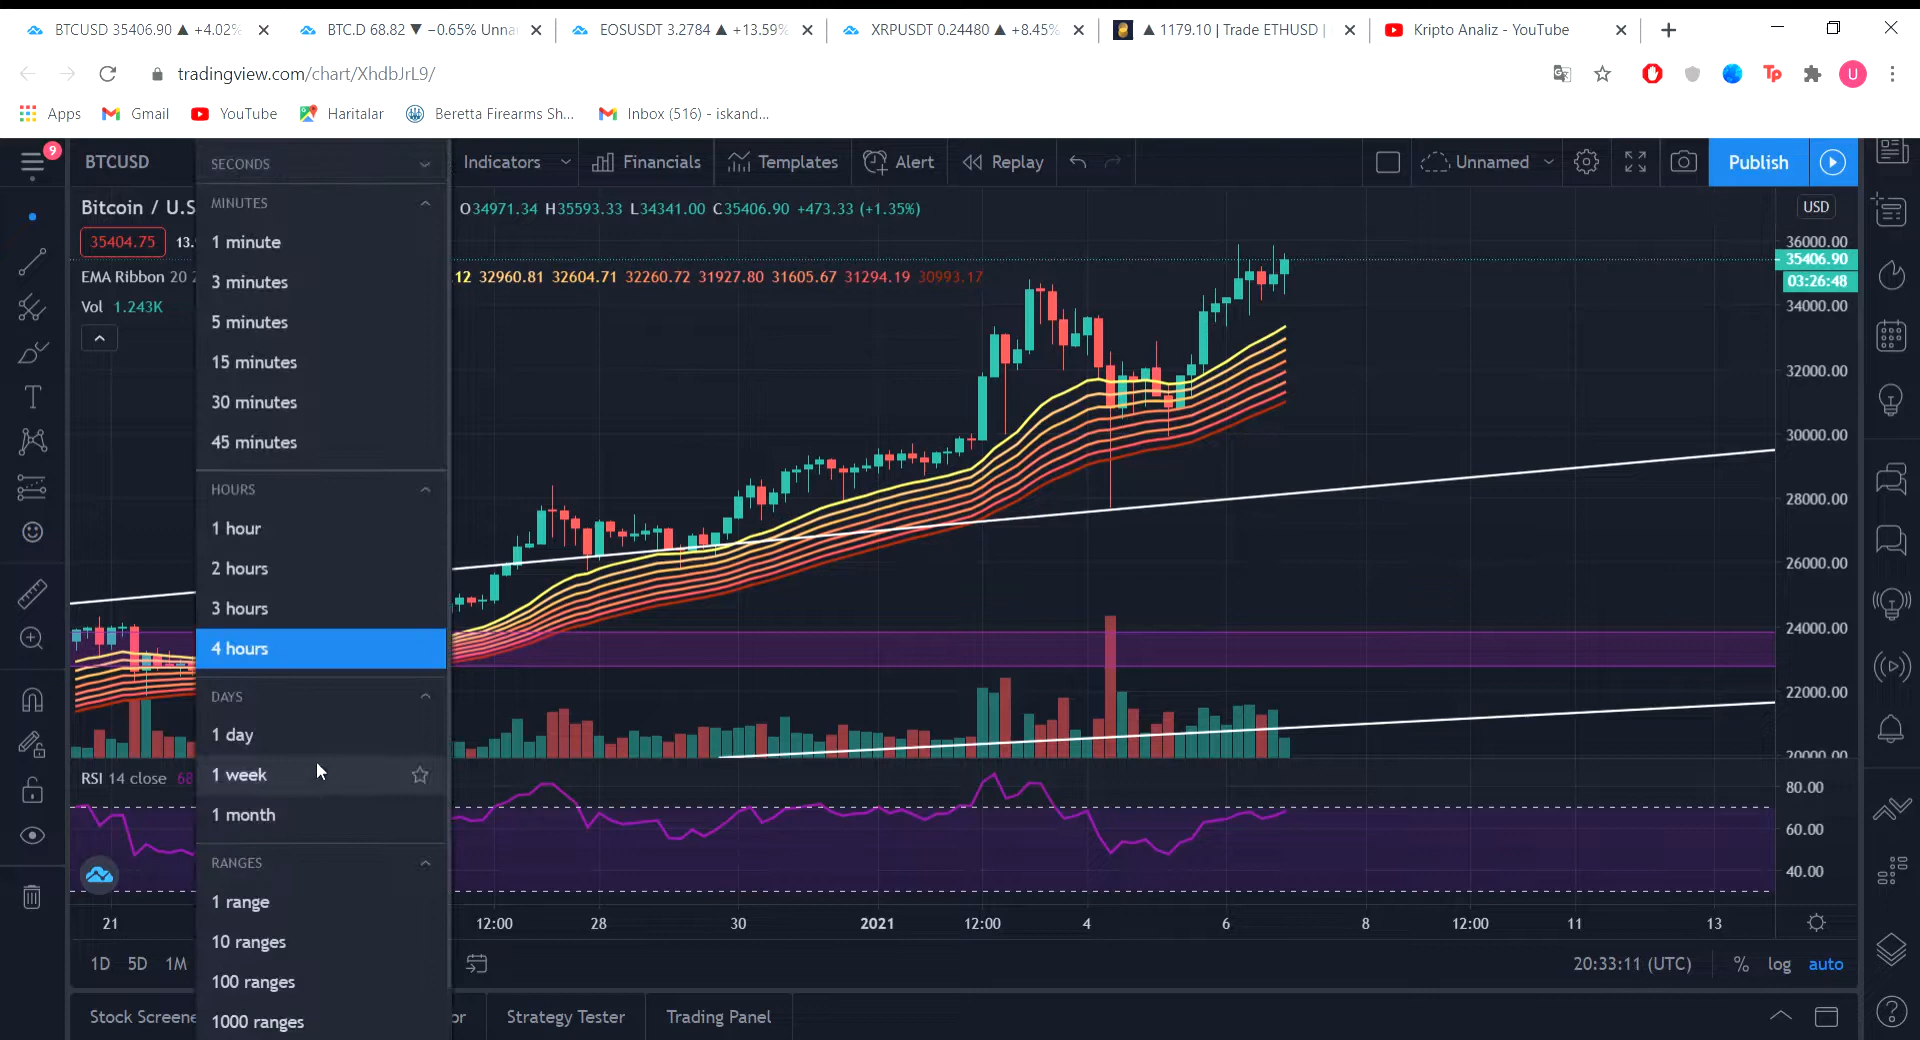 BTCUSD 35406.90 ▲ +4.02%
BTC.D 68.82 ▼ −0.65% Unna
EOSUSDT 3.2784 ▲ +13.59%
XRPUSDT 0.24480 ▲ +8.45%
▲ 1179.10 | Trade ETHUSD |
Kripto Analiz - YouTube
tradingview.com/chart/XhdbJrL9/
U
Apps
Gmail
YouTube
Haritalar
Beretta Firearms Sh...
Inbox (516) - iskand...
9
BTCUSD
SECONDS
Indicators
Financials
Templates
Alert
Replay
Unnamed
Publish
Bitcoin / U.S
O34971.34 H35593.33 L34341.00 C35406.90 +473.33 (+1.35%)
USD
35404.75
EMA Ribbon 20
.12 32960.81 32604.71 32260.72 31927.80 31605.67 31294.19 30993.17
Vol 1.243K
MINUTES
1 minute
3 minutes
5 minutes
15 minutes
30 minutes
45 minutes
HOURS
1 hour
2 hours
3 hours
4 hours
DAYS
1 day
1 week
1 month
RANGES
1 range
10 ranges
100 ranges
1000 ranges
36000.00
35406.90
03:26:48
34000.00
32000.00
30000.00
28000.00
26000.00
24000.00
22000.00
20000.00
RSI 14 close 68
80.00
60.00
40.00
21
12:00
28
30
2021
12:00
4
6
8
12:00
11
13
1D 5D 1M
20:33:11 (UTC)
% log auto
Stock Screene
or
Strategy Tester
Trading Panel